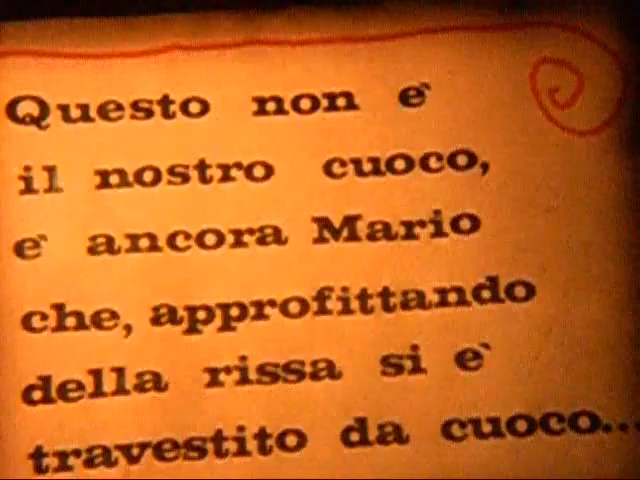 Questo non e`
il nostro cuoco,
e` ancora Mario
che, approfittando
della rissa si e`
travestito da cuoco...